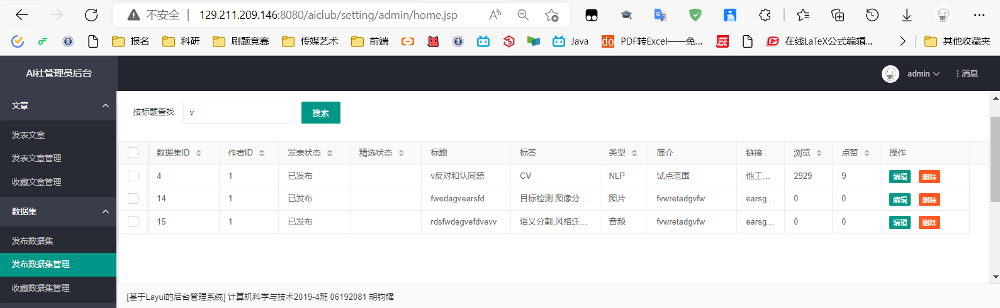 不安全 129.211.209.146:8080/aiclub/setting/admin/home.jsp
报名 科研 刷题竞赛 传媒艺术 前端 Java do PDF转Excel——免... 在线LaTeX公式编辑... 其他收藏夹
AI社管理员后台 admin 消息
文章
发表文章
发表文章管理
收藏文章管理
数据集
发布数据集
发布数据集管理
收藏数据集管理
按标题查找 v 搜索
数据集ID 作者ID 发表状态 精选状态 标题 标签 类型 简介 链接 浏览 点赞 操作
4 1 已发布 v反对和认同感 CV NLP 试点范围 他工... 2929 9 编辑 删除
14 1 已发布 fwedagvearsfd 目标检测,图像分... 图片 fvwretadgvfw earsg... 0 0 编辑 删除
15 1 已发布 rdsfwdegvefdvevv 语义分割,风格迁... 音频 fvwretadgvfw earsg... 0 0 编辑 删除
[基于Layui的后台管理系统] 计算机科学与技术2019-4班 06192081 胡钧耀